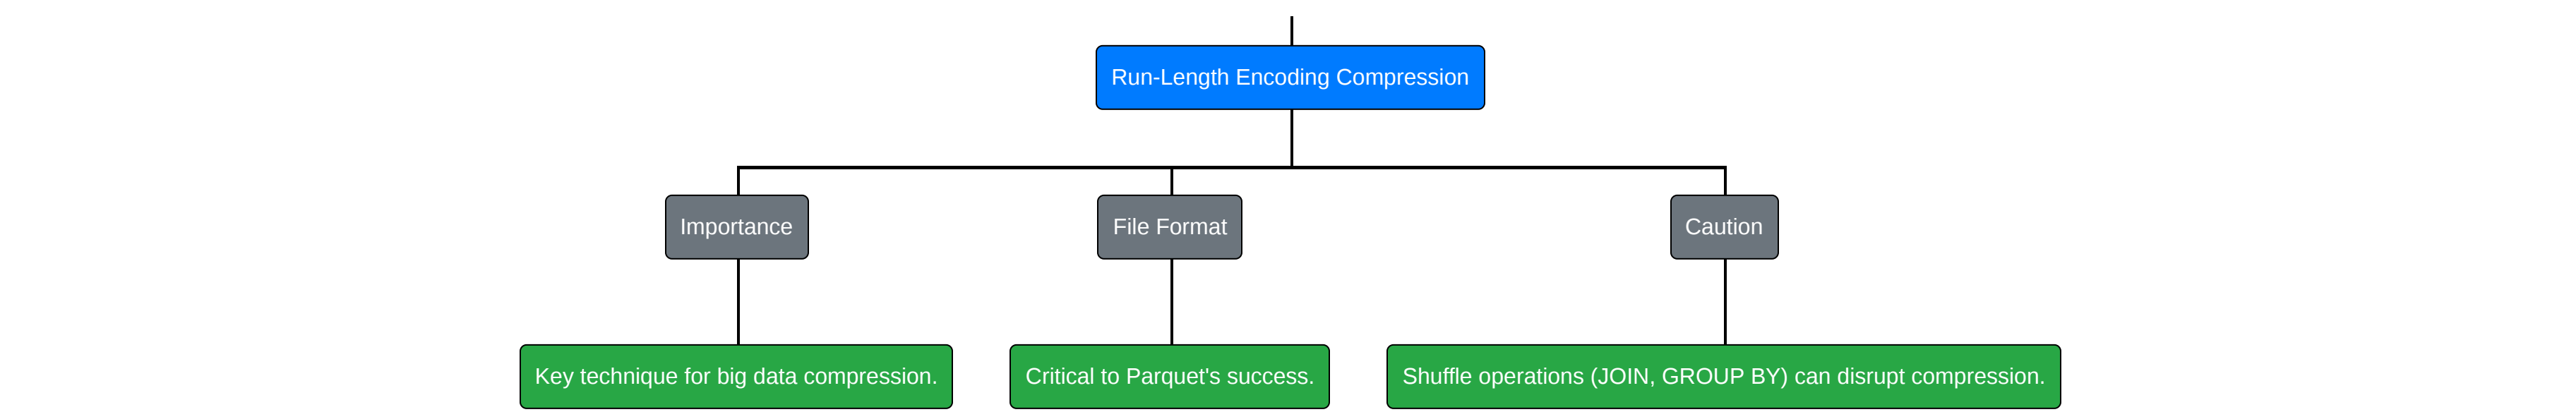 Run-Length Encoding Compression
Importance
File Format
Caution
Key technique for big data compression.
Critical to Parquet's success.
Shuffle operations (JOIN, GROUP BY) can disrupt compression.